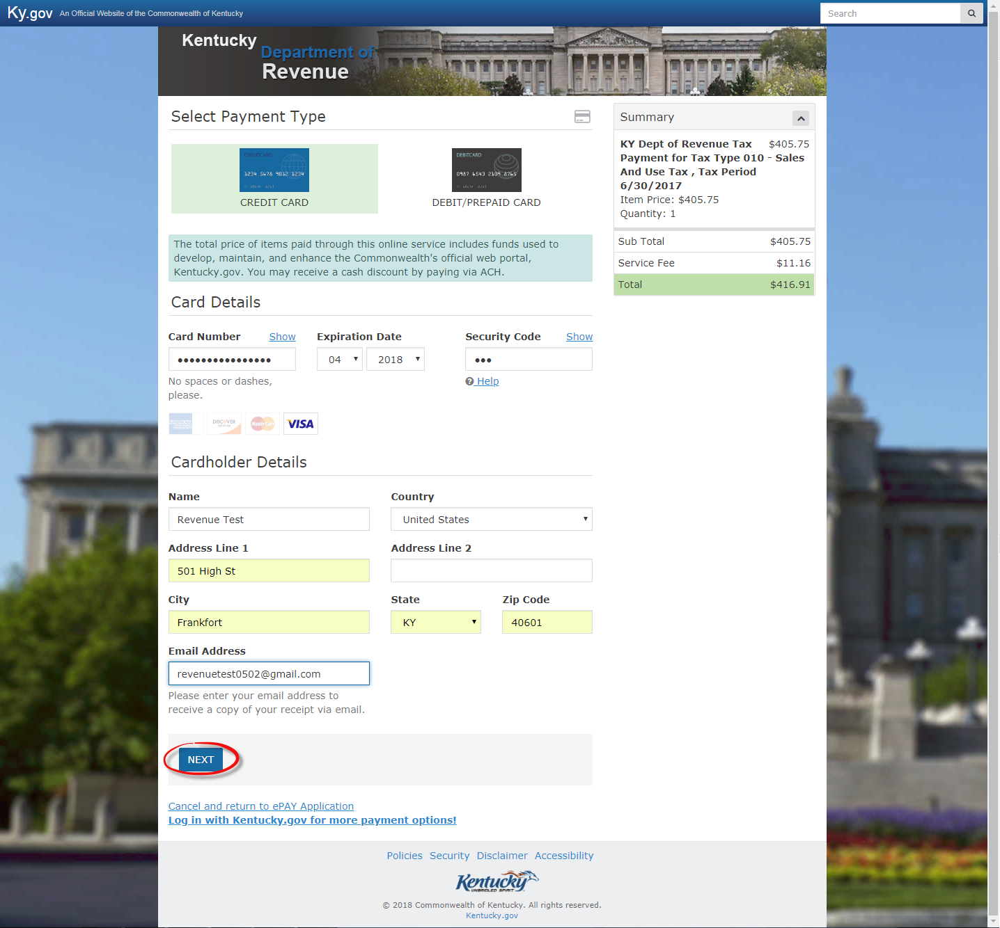 Ky.gov An Official Website of the Commonwealth of Kentucky
Search
Kentucky
Department of
Revenue
Select Payment Type
CREDITCARD
1234 5678 9012 1234
CREDIT CARD
DEBITCARD
0987 6543 2109 8765
DEBIT/PREPAID CARD
The total price of items paid through this online service includes funds used to
develop, maintain, and enhance the Commonwealth's official web portal,
Kentucky.gov. You may receive a cash discount by paying via ACH.
Card Details
Card Number Show
Expiration Date
Security Code Show
••••••••••••••••
04
2018
•••
No spaces or dashes,
please.
Help
DISCOVER
NETWORK
MasterCard
VISA
Cardholder Details
Name
Country
Revenue Test
United States
Address Line 1
Address Line 2
501 High St
City
State
Zip Code
Frankfort
KY
40601
Email Address
revenuetest0502@gmail.com
Please enter your email address to
receive a copy of your receipt via email.
NEXT
Cancel and return to ePAY Application
Log in with Kentucky.gov for more payment options!
Summary
KY Dept of Revenue Tax $405.75
Payment for Tax Type 010 - Sales
And Use Tax , Tax Period
6/30/2017
Item Price: $405.75
Quantity: 1
Sub Total $405.75
Service Fee $11.16
Total $416.91
Policies Security Disclaimer Accessibility
Kentucky
UNBRIDLED SPIRIT
© 2018 Commonwealth of Kentucky. All rights reserved.
Kentucky.gov